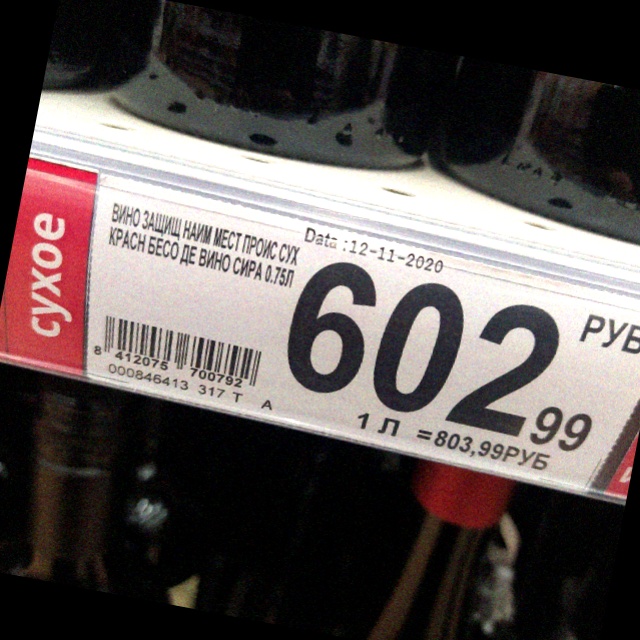 сухое
ВИНО ЗАЩИЩ НАИМ МЕСТ ПРОИС СУХ
КРАСН БЕСО ДЕ ВИНО СИРА 0.75Л
Data :12-11-2020
602 99 РУБ
8 412075 700792
000846413 317 Т А
1 Л =803,99РУБ